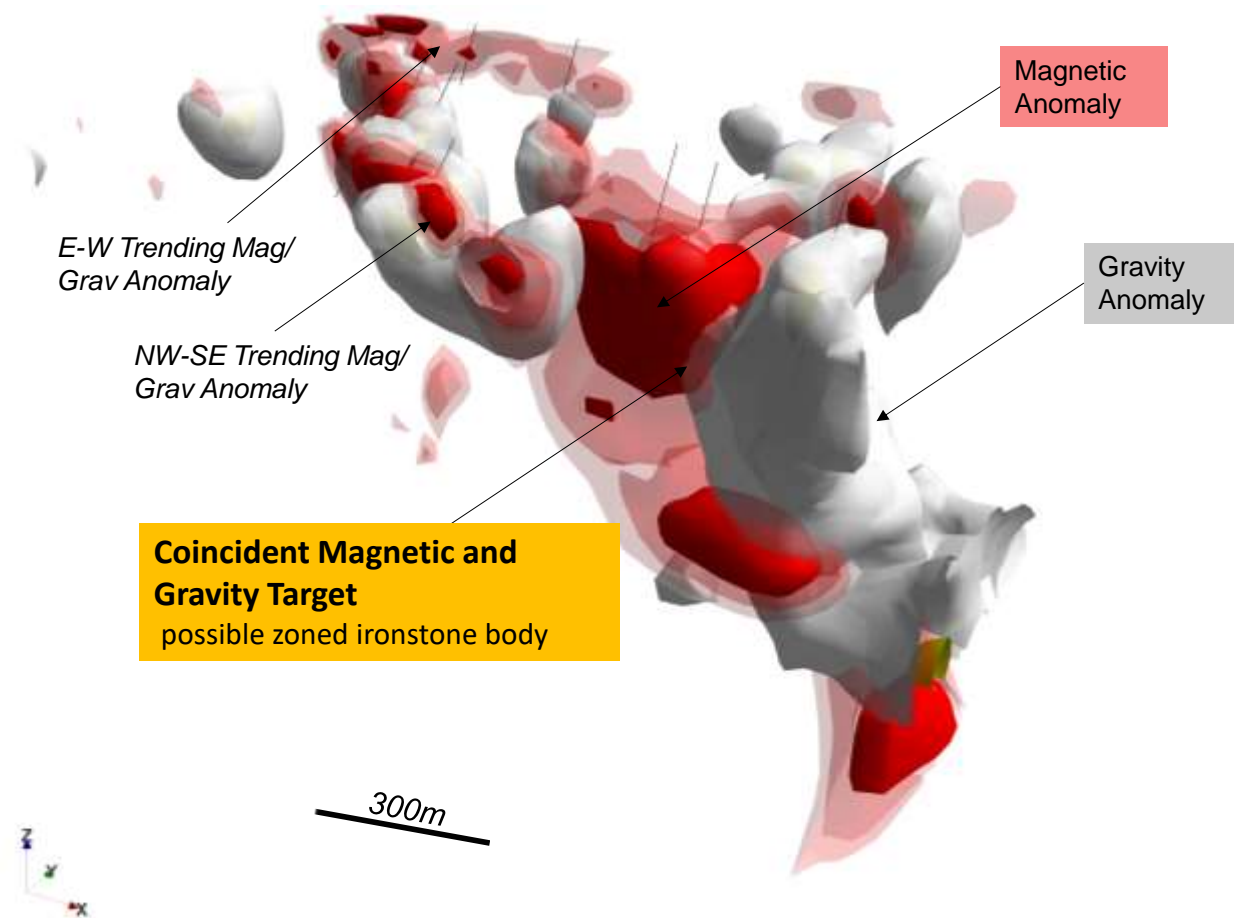 Magnetic
Anomaly
E-W Trending Mag/
Grav Anomaly
Gravity
Anomaly
NW-SE Trending Mag/
Grav Anomaly
Coincident Magnetic and
Gravity Target
possible zoned ironstone body
300m
Z
Y
X